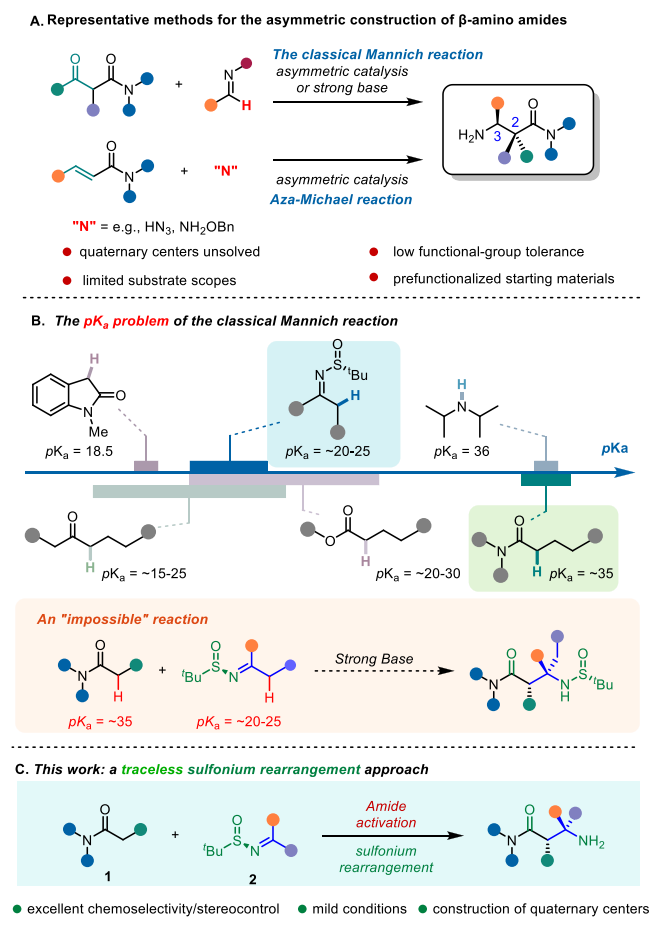 A. Representative methods for the asymmetric construction of β-amino amides
O
O
N
+
N
H
The classical Mannich reaction
asymmetric catalysis
or strong base
O
N
+
"N"
asymmetric catalysis
Aza-Michael reaction
H₂N
3
2
O
N
"N" = e.g., HN₃, NH₂OBn
quaternary centers unsolved
low functional-group tolerance
limited substrate scopes
prefunctionalized starting materials
B. The pKₐ problem of the classical Mannich reaction
H
O
N
Me
pKₐ = 18.5
O
S
ᵗBu
N
H
pKₐ = ~20-25
H
N
pKₐ = 36
pKa
O
H
pKₐ = ~15-25
O
O
H
pKₐ = ~20-30
O
N
H
pKₐ = ~35
An "impossible" reaction
O
N
H
pKₐ = ~35
+
O
S
ᵗBu
N
H
pKₐ = ~20-25
Strong Base
O
N
NH
O
S
ᵗBu
C. This work: a traceless sulfonium rearrangement approach
O
N
1
+
O
S
ᵗBu
N
2
Amide
activation
sulfonium
rearrangement
O
N
NH₂
excellent chemoselectivity/stereocontrol
mild conditions
construction of quaternary centers